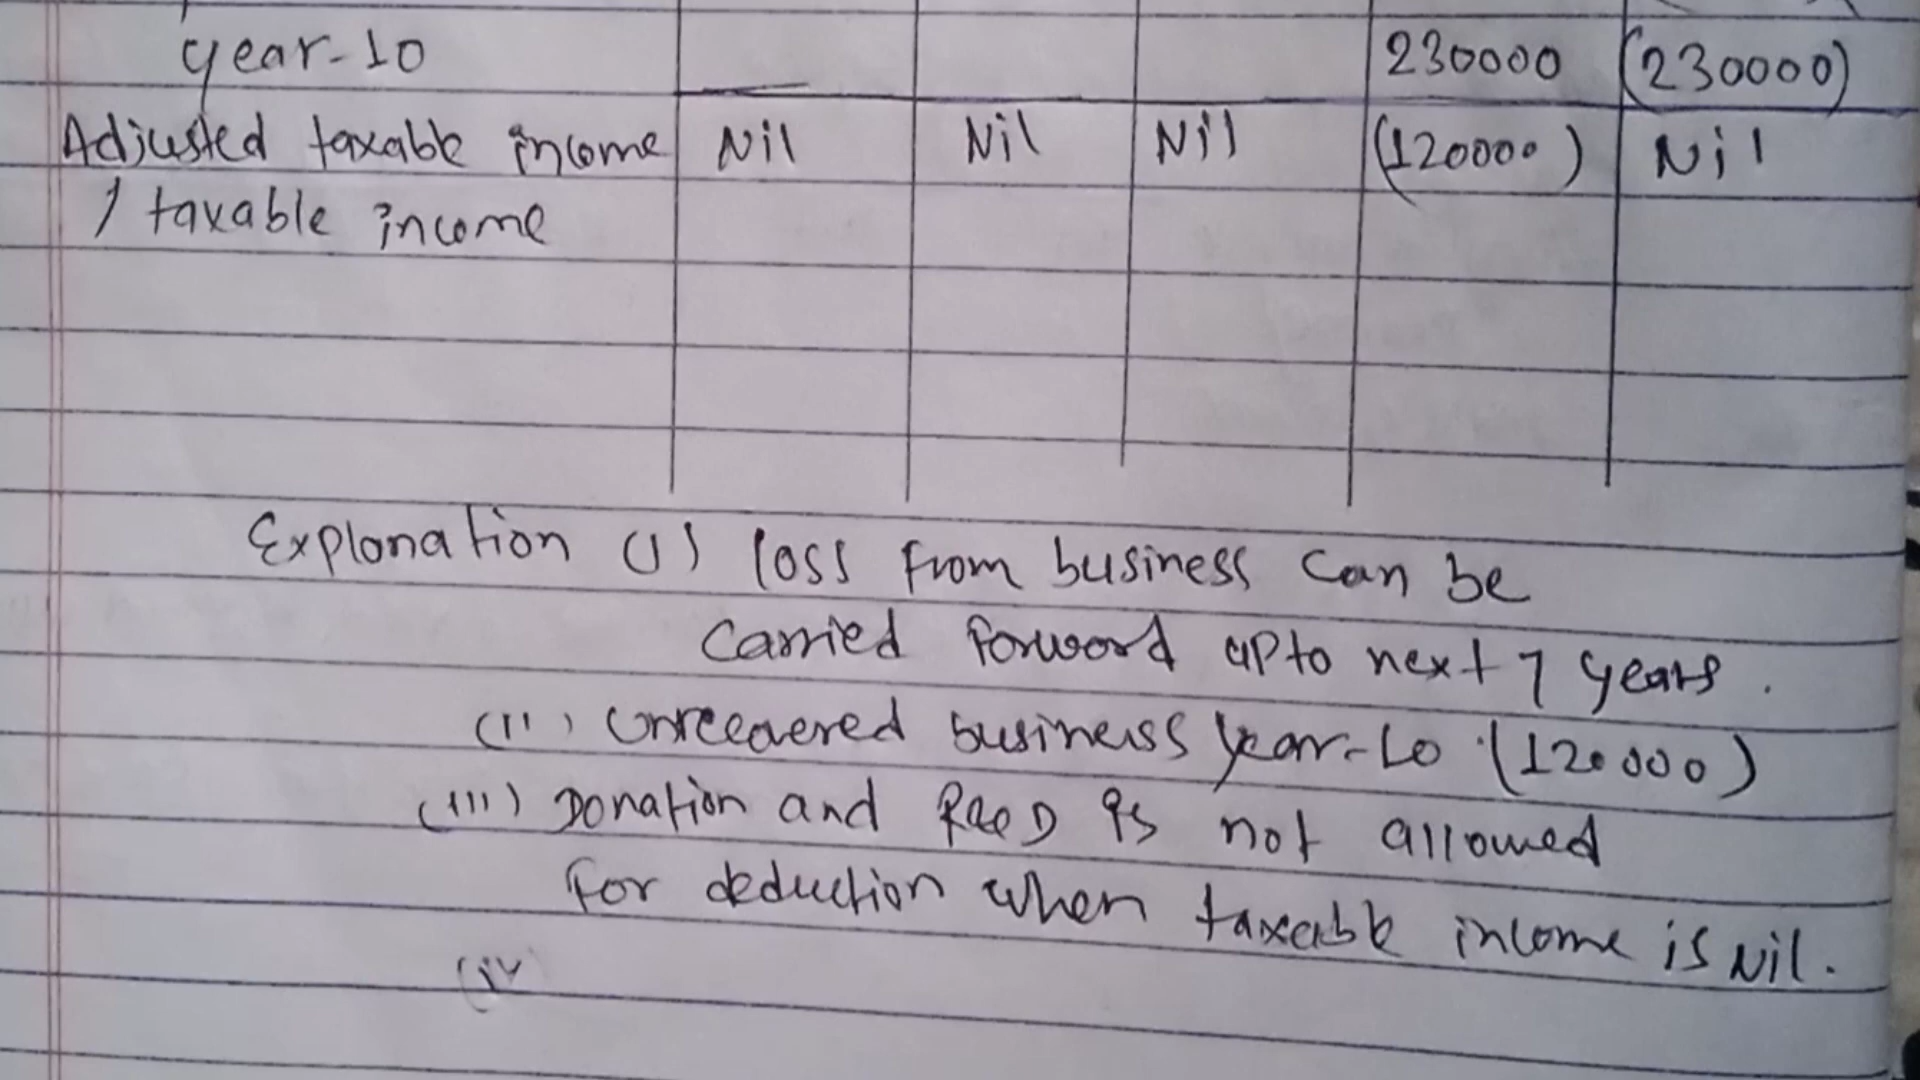 year-10 230000 (230000)
Adjusted taxable income Nil Nil Nil (120000) Nil
/ taxable income
Explanation (i) loss from business can be
carried forword upto next 7 years.
(ii) Unrecovered business year-10 (120000)
(iii) Donation and R&D is not allowed
for deduction when taxable income is Nil.
(iv